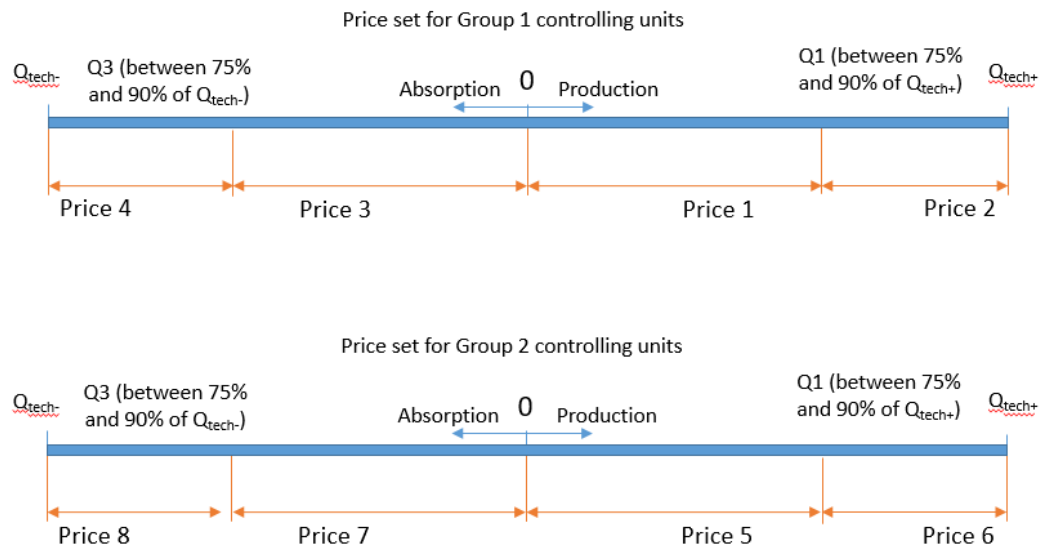 Price set for Group 1 controlling units
Q3 (between 75%
and 90% of Qtech-)
Q1 (between 75%
and 90% of Qtech+)
Qtech-
Qtech+
0
Absorption
Production
Price 4
Price 3
Price 1
Price 2
Price set for Group 2 controlling units
Q3 (between 75%
and 90% of Qtech-)
Q1 (between 75%
and 90% of Qtech+)
Qtech-
Qtech+
0
Absorption
Production
Price 8
Price 7
Price 5
Price 6